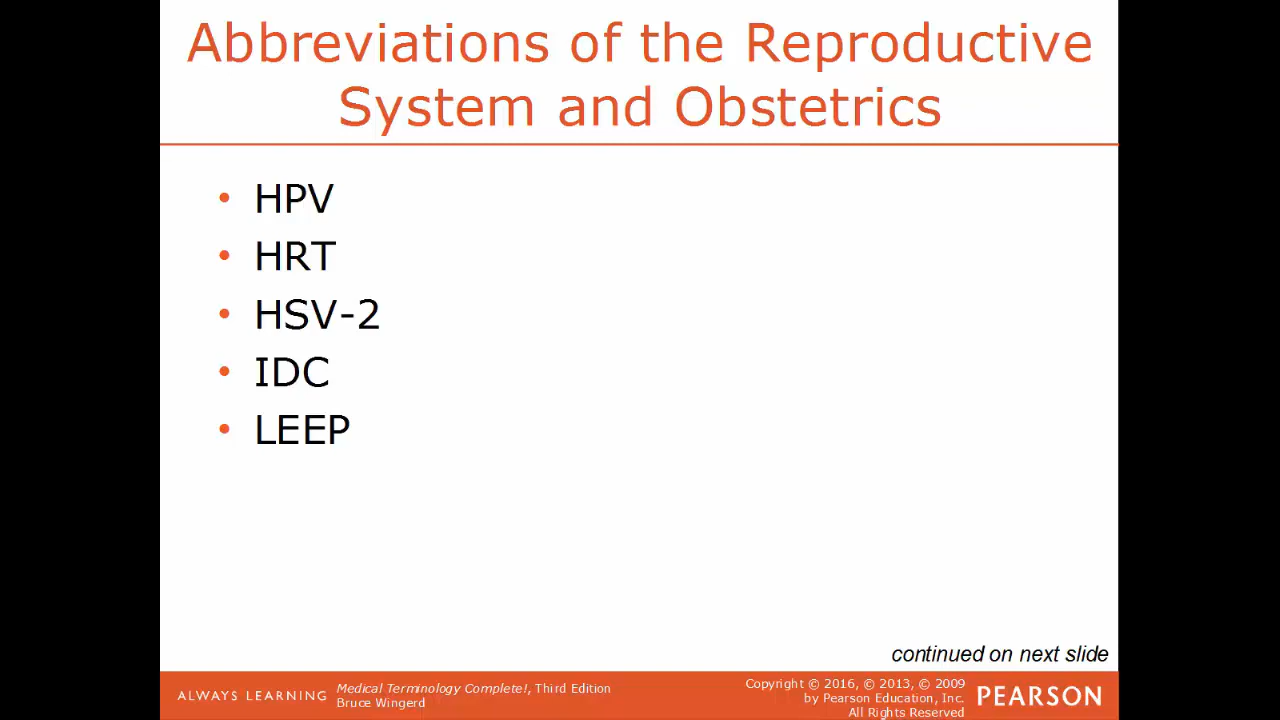 Abbreviations of the Reproductive
System and Obstetrics
• HPV
• HRT
• HSV-2
• IDC
• LEEP
continued on next slide
ALWAYS LEARNING
Medical Terminology Complete!, Third Edition
Bruce Wingerd
Copyright © 2016, © 2013, © 2009
by Pearson Education, Inc.
All Rights Reserved
PEARSON